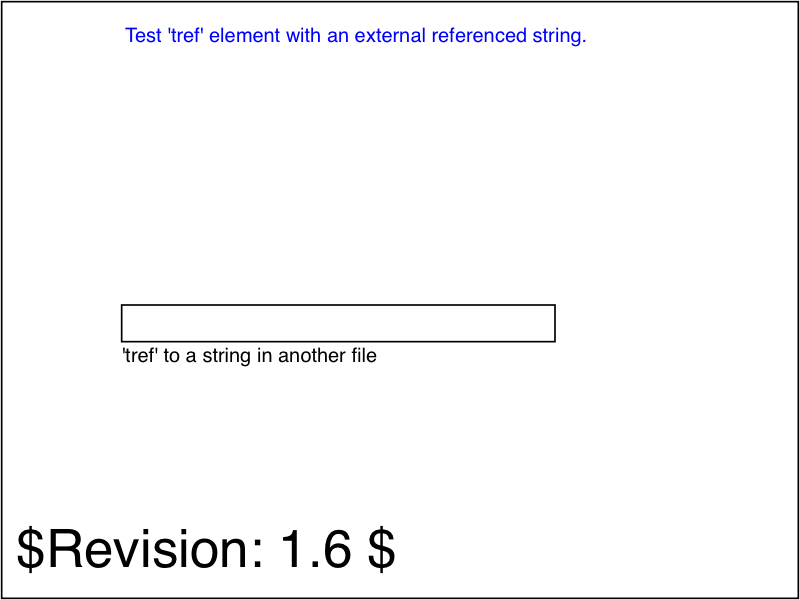 Test 'tref' element with an external referenced string.
'tref' to a string in another file
$Revision: 1.6 $